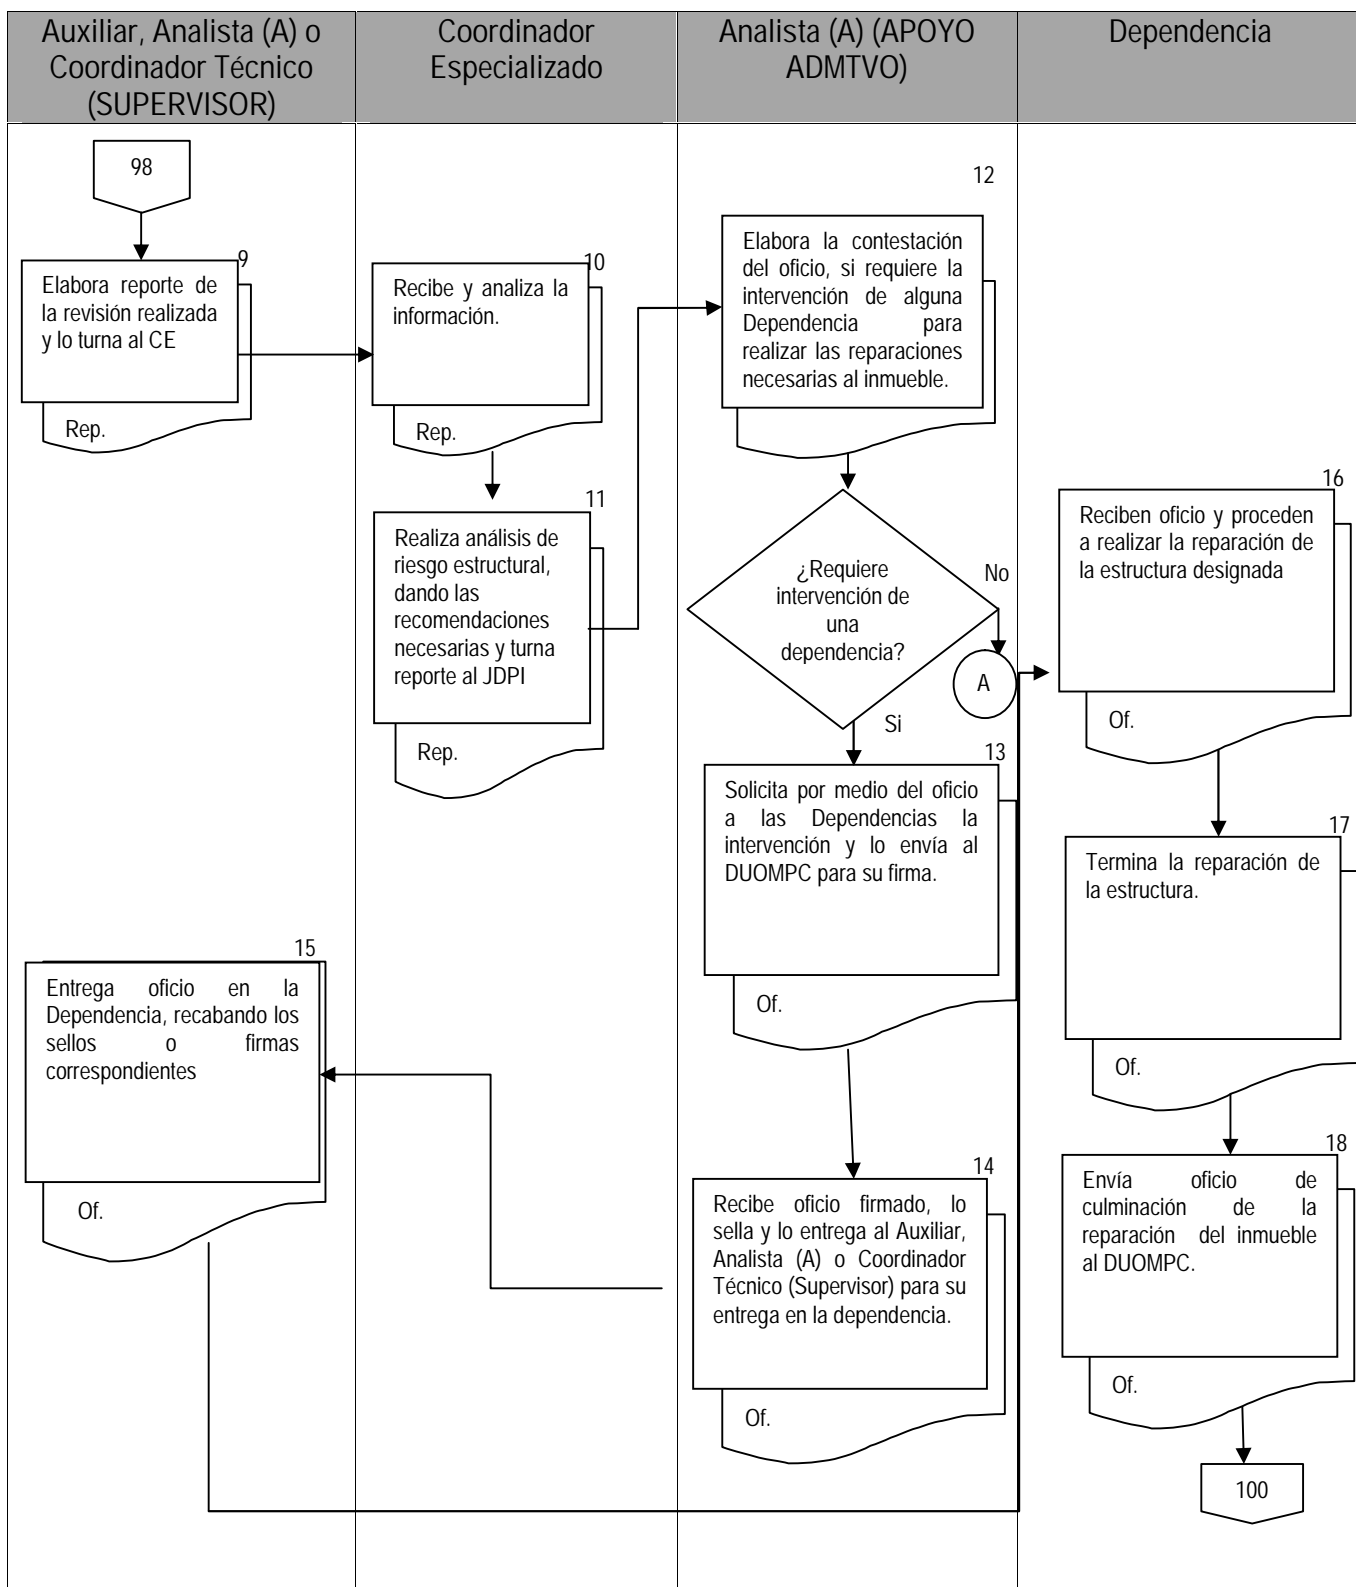 Auxiliar, Analista (A) o
Coordinador Técnico
(SUPERVISOR)
Coordinador
Especializado
Analista (A) (APOYO
ADMTVO)
Dependencia
98
9
Elabora reporte de
la revisión realizada
y lo turna al CE
Rep.
10
Recibe y analiza la
información.
Rep.
11
Realiza análisis de
riesgo estructural,
dando las
recomendaciones
necesarias y turna
reporte al JDPI
Rep.
12
Elabora la contestación
del oficio, si requiere la
intervención de alguna
Dependencia para
realizar las reparaciones
necesarias al inmueble.
¿Requiere
intervención de
una
dependencia?
No
A
Si
13
Solicita por medio del oficio
a las Dependencias la
intervención y lo envía al
DUOMPC para su firma.
Of.
14
Recibe oficio firmado, lo
sella y lo entrega al Auxiliar,
Analista (A) o Coordinador
Técnico (Supervisor) para su
entrega en la dependencia.
Of.
15
Entrega oficio en la
Dependencia, recabando los
sellos o firmas
correspondientes
Of.
16
Reciben oficio y proceden
a realizar la reparación de
la estructura designada
Of.
17
Termina la reparación de
la estructura.
Of.
18
Envía oficio de
culminación de la
reparación del inmueble
al DUOMPC.
Of.
100